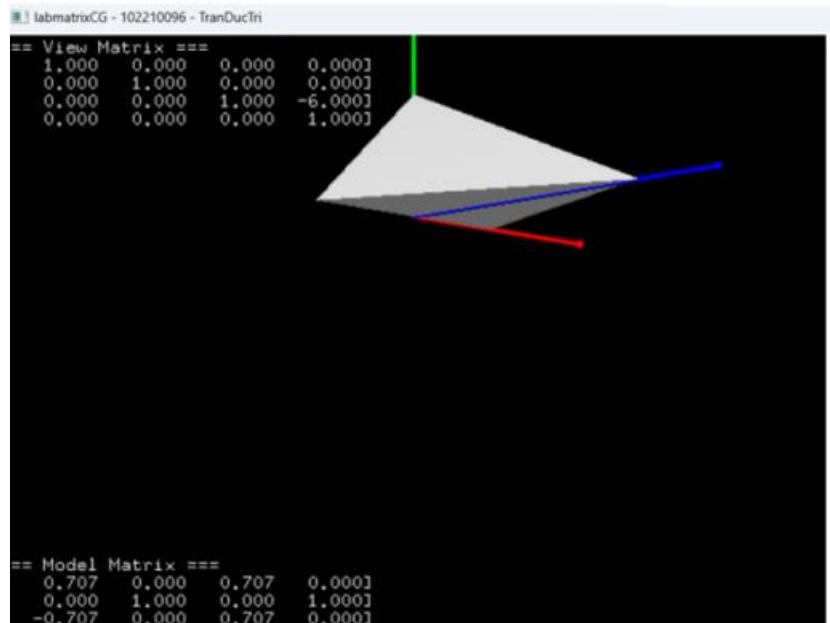 labmatrixCG - 102210096 - TranDucTri
== View Matrix ===
1.000 0.000 0.000 0.000]
0.000 1.000 0.000 0.000]
0.000 0.000 1.000 -6.000]
0.000 0.000 0.000 1.000]
== Model Matrix ===
0.707 0.000 0.707 0.000]
0.000 1.000 0.000 1.000]
-0.707 0.000 0.707 0.000]